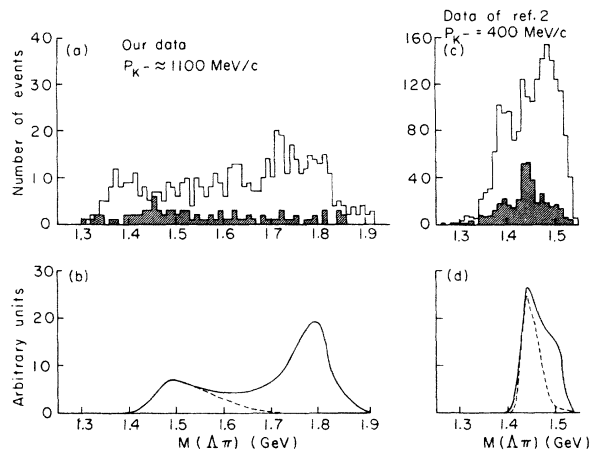 Data of ref. 2
P K⁻ = 400 MeV/c
(a) Our data
P K⁻ ≈ 1100 MeV/c
(c)
Number of events
40
30
20
10
0
1.3 1.4 1.5 1.6 1.7 1.8 1.9
160
120
80
40
0
1.3 1.4 1.5
(b)
Arbitrary units
30
20
10
0
1.3 1.4 1.5 1.6 1.7 1.8 1.9
M (Λπ) (GeV)
(d)
1.3 1.4 1.5
M (Λπ) (GeV)